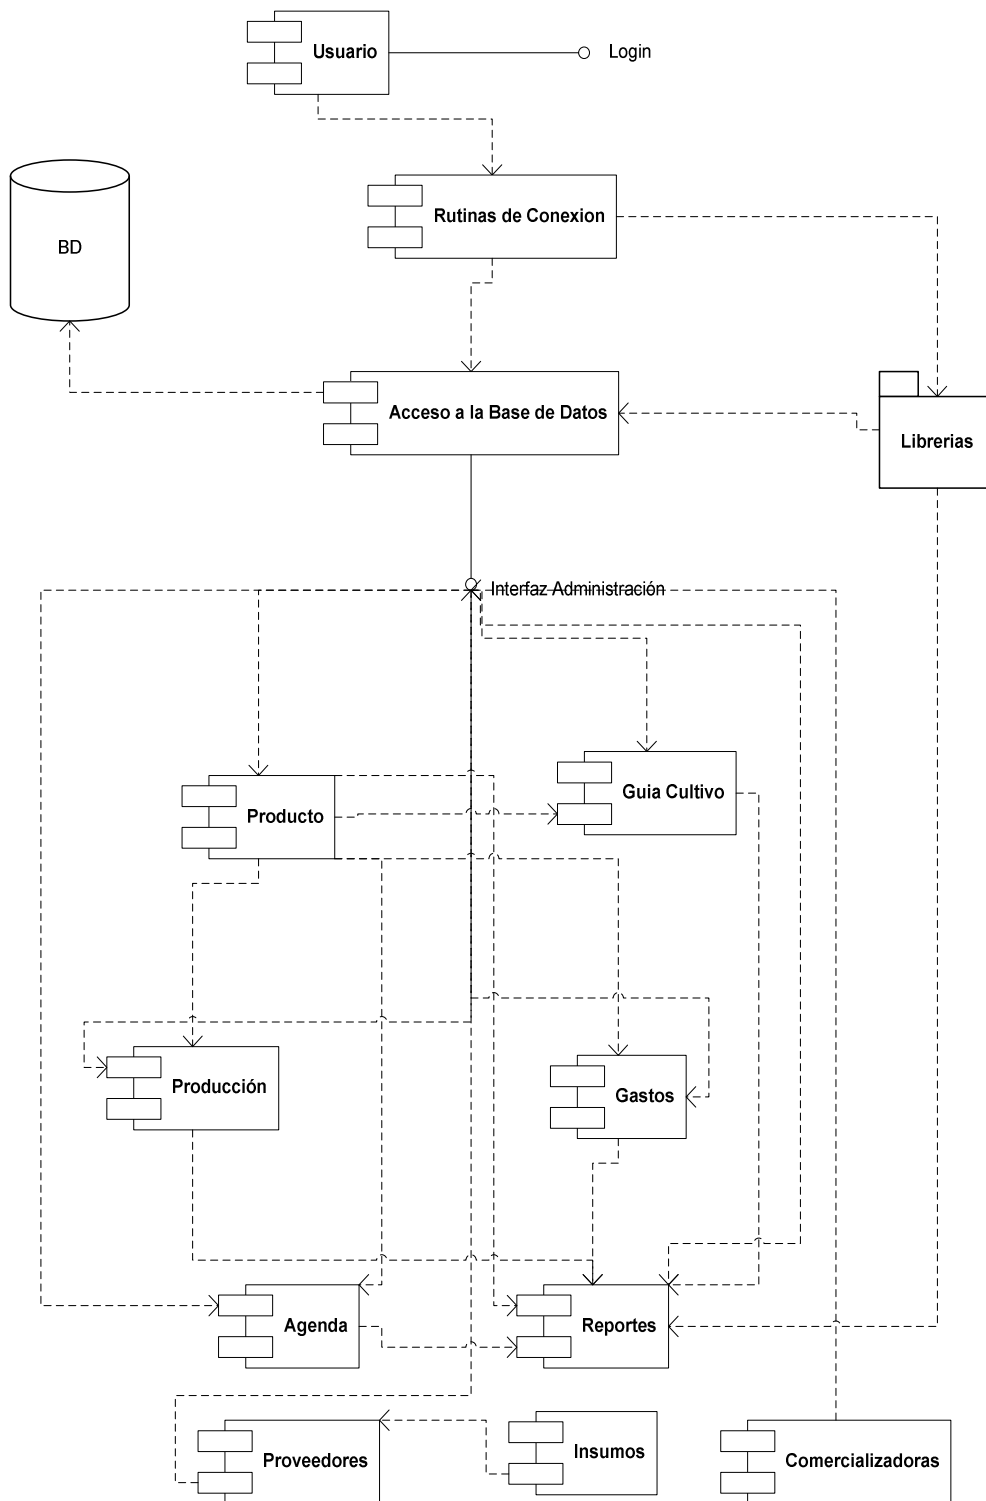 Usuario
Login
Rutinas de Conexion
BD
Acceso a la Base de Datos
Librerias
Interfaz Administración
Guia Cultivo
Producto
Producción
Gastos
Agenda
Reportes
Proveedores
Insumos
Comercializadoras